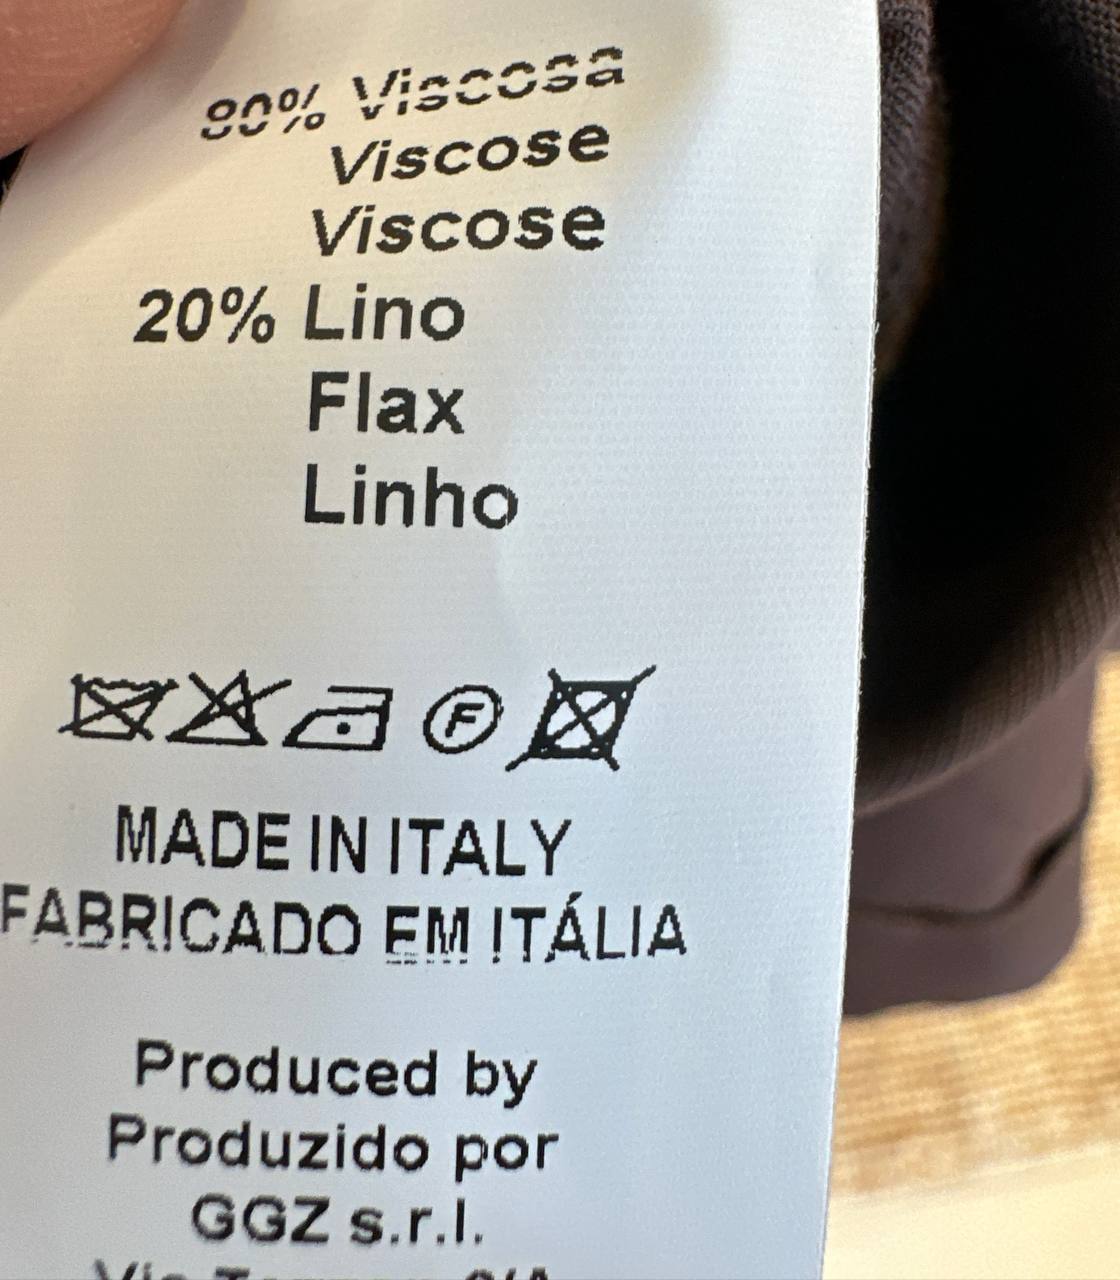 80% Viscosa
Viscose
Viscose
20% Lino
Flax
Linho
F
MADE IN ITALY
FABRICADO EM ITÁLIA
Produced by
Produzido por
GGZ s.r.l.
Via